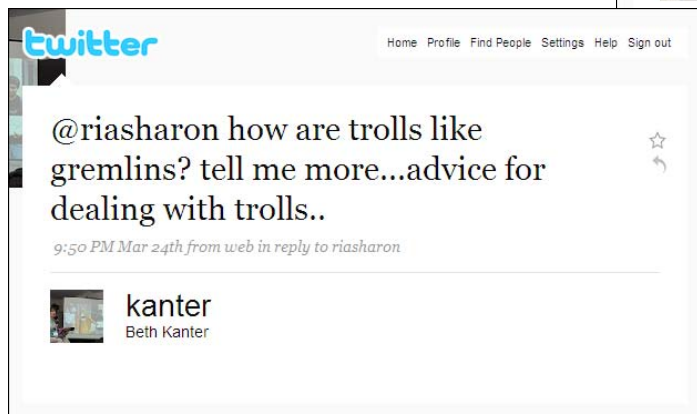 twitter
Home Profile Find People Settings Help Sign out
@riasharon how are trolls like
gremlins? tell me more...advice for
dealing with trolls..
9:50 PM Mar 24th from web in reply to riasharon
kanter
Beth Kanter